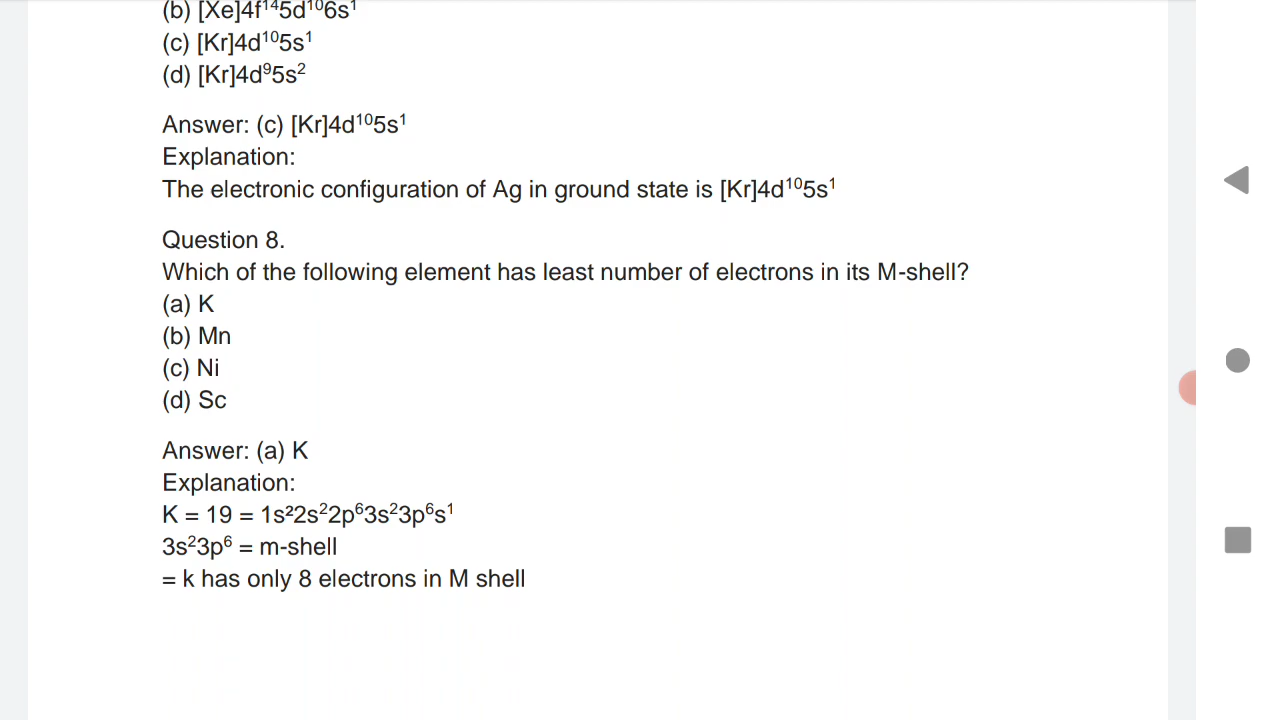 (b) [Xe]4f¹⁴5d¹⁰6s¹
(c) [Kr]4d¹⁰5s¹
(d) [Kr]4d⁹5s²
Answer: (c) [Kr]4d¹⁰5s¹
Explanation:
The electronic configuration of Ag in ground state is [Kr]4d¹⁰5s¹
Question 8.
Which of the following element has least number of electrons in its M-shell?
(a) K
(b) Mn
(c) Ni
(d) Sc
Answer: (a) K
Explanation:
K = 19 = 1s²2s²2p⁶3s²3p⁶s¹
3s²3p⁶ = m-shell
= k has only 8 electrons in M shell